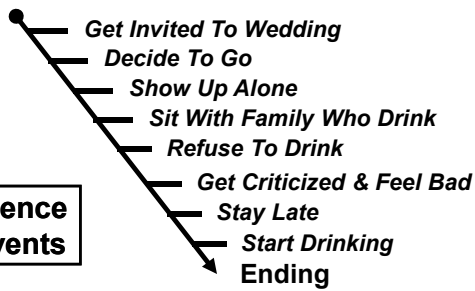 Get Invited To Wedding
Decide To Go
Show Up Alone
Sit With Family Who Drink
Refuse To Drink
Get Criticized & Feel Bad
Stay Late
Start Drinking
Ending